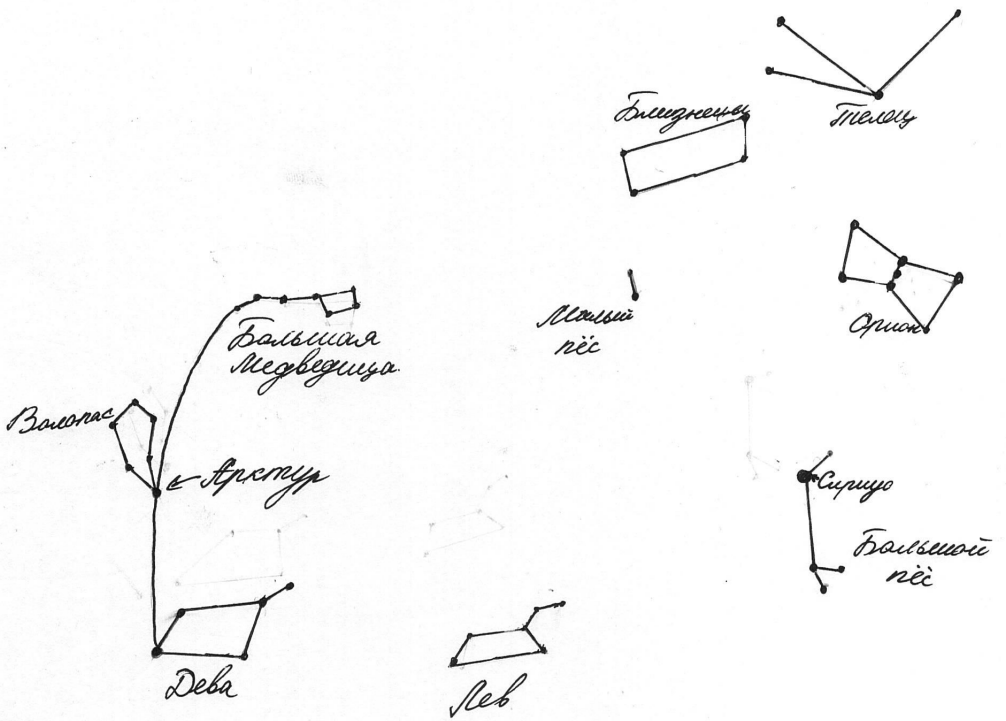 Близнецы
Телец
Орион
Малый
пёс
Большая
Медведица.
Волопас
Арктур
Сириус
Большой
пёс
Дева
Лев